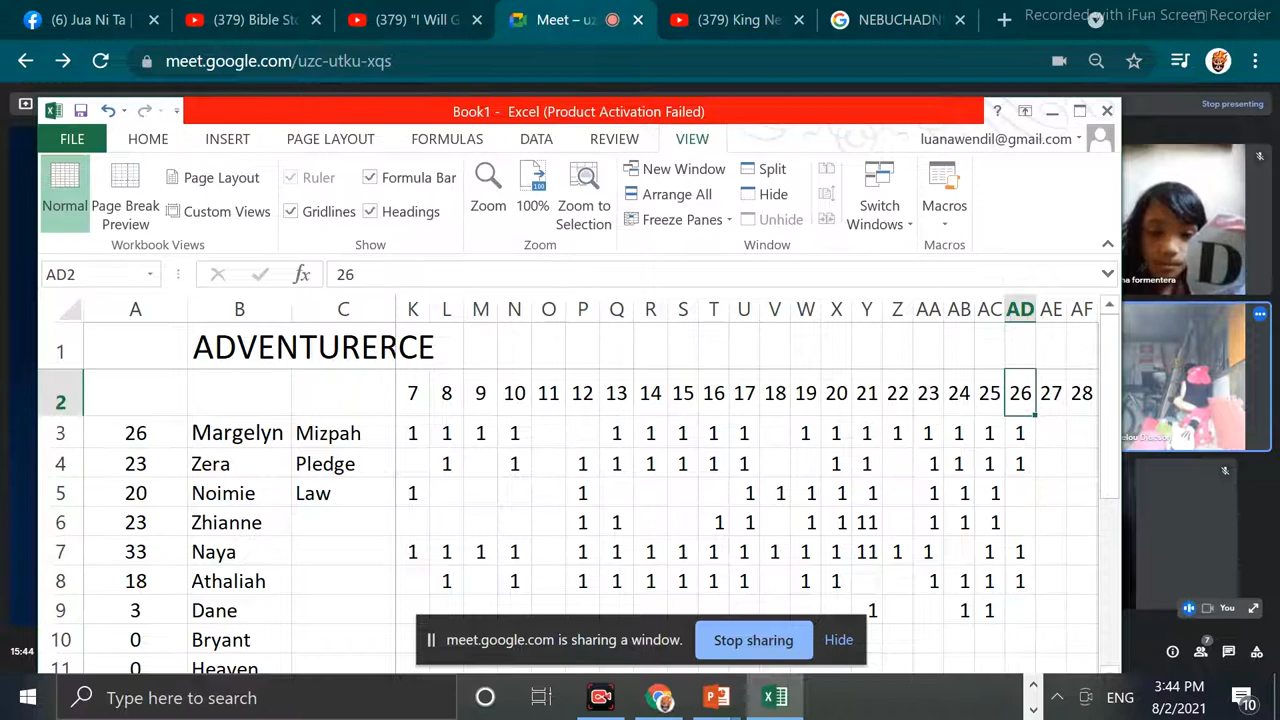 (379) Bible Sto
(379) "I Will G
Meet – uz
(379) King Ne
NEBUCHADN
Jua Ni Ta |
Recorded with iFun Screen Recorder
meet.google.com/uzc-utku-xqs
Stop presenting
Book1 - Excel (Product Activation Failed)
FILE HOME INSERT PAGE LAYOUT FORMULAS DATA REVIEW VIEW luanawendil@gmail.com
Normal
Page Break Preview
Page Layout
Custom Views
Workbook Views
Ruler
Formula Bar
Gridlines
Headings
Show
Zoom
100%
Zoom to Selection
Zoom
New Window
Arrange All
Freeze Panes
Split
Hide
Unhide
Switch Windows
Window
Macros
Macros
AD2 fx 26
A B C K L M N O P Q R S T U V W X Y Z AA AB AC AD AE AF
1 ADVENTURERCE
2 7 8 9 10 11 12 13 14 15 16 17 18 19 20 21 22 23 24 25 26 27 28
3 26 Margelyn Mizpah 1 1 1 1 1 1 1 1 1 1 1 1 1 1 1 1 1
4 23 Zera Pledge 1 1 1 1 1 1 1 1 1 1 1 1 1 1
5 20 Noimie Law 1 1 1 1 1 1 1 1 1 1
6 23 Zhianne 1 1 1 1 1 1 11 1 1 1
7 33 Naya 1 1 1 1 1 1 1 1 1 1 1 1 1 11 1 1 1 1
8 18 Athaliah 1 1 1 1 1 1 1 1 1 1 1 1 1
9 3 Dane 1 1 1
10 0 Bryant
11 0 Heaven
D
na formentera
You
7
meet.google.com is sharing a window. Stop sharing Hide
15:44
Type here to search
ENG
3:44 PM
8/2/2021
10